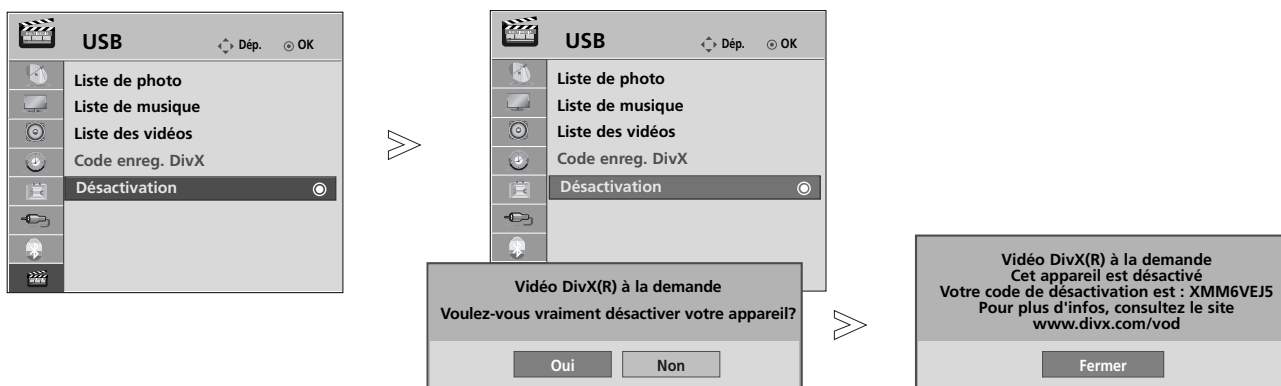 USB Dép. OK
Liste de photo
Liste de musique
Liste des vidéos
Code enreg. DivX
Désactivation
USB Dép. OK
Liste de photo
Liste de musique
Liste des vidéos
Code enreg. DivX
Désactivation
Vidéo DivX(R) à la demande
Voulez-vous vraiment désactiver votre appareil?
Oui Non
Vidéo DivX(R) à la demande
Cet appareil est désactivé
Votre code de désactivation est : XMM6VEJ5
Pour plus d'infos, consultez le site
www.divx.com/vod
Fermer